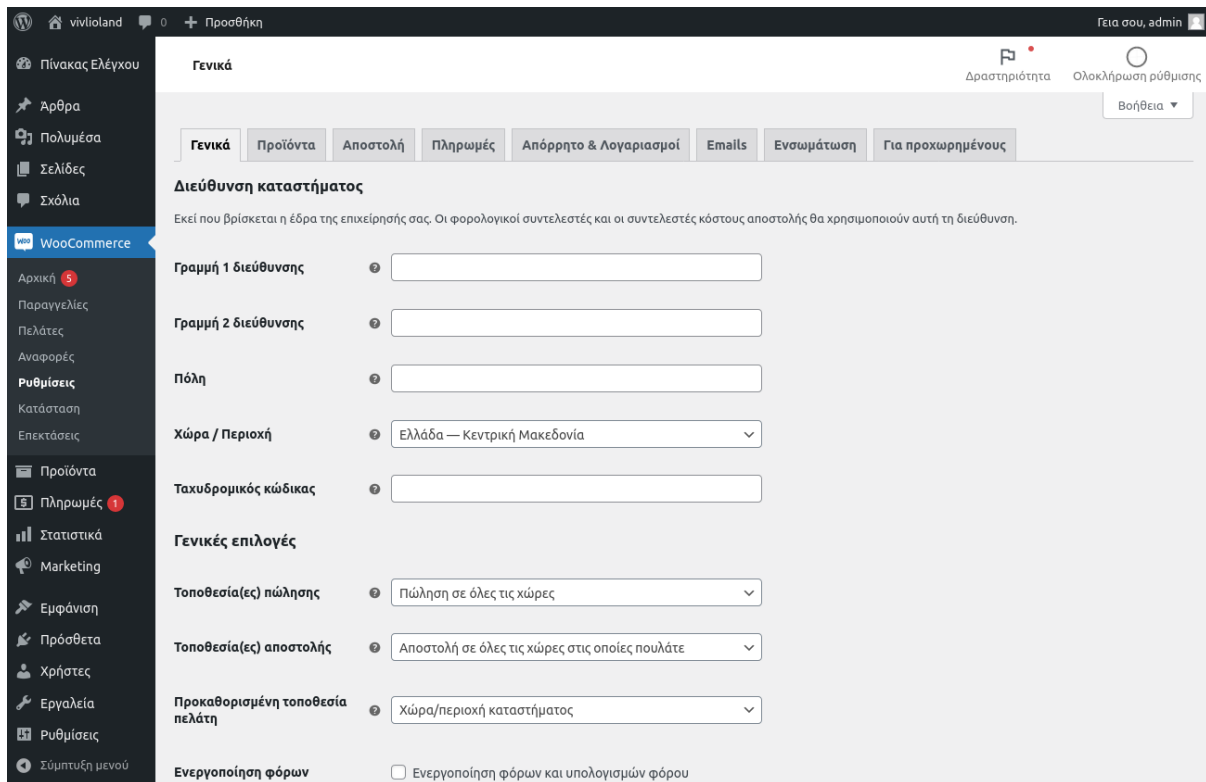 vivlioland 0 Προσθήκη Γεια σου, admin
Πίνακας Ελέγχου
Άρθρα
Πολυμέσα
Σελίδες
Σχόλια
WooCommerce
Αρχική 5
Παραγγελίες
Πελάτες
Αναφορές
Ρυθμίσεις
Κατάσταση
Επεκτάσεις
Προϊόντα
Πληρωμές 1
Στατιστικά
Marketing
Εμφάνιση
Πρόσθετα
Χρήστες
Εργαλεία
Ρυθμίσεις
Σύμπτυξη μενού
Γενικά
Δραστηριότητα Ολοκλήρωση ρύθμισης
Βοήθεια
Γενικά Προϊόντα Αποστολή Πληρωμές Απόρρητο & Λογαριασμοί Emails Ενσωμάτωση Για προχωρημένους
Διεύθυνση καταστήματος
Εκεί που βρίσκεται η έδρα της επιχείρησής σας. Οι φορολογικοί συντελεστές και οι συντελεστές κόστους αποστολής θα χρησιμοποιούν αυτή τη διεύθυνση.
Γραμμή 1 διεύθυνσης
Γραμμή 2 διεύθυνσης
Πόλη
Χώρα / Περιοχή Ελλάδα — Κεντρική Μακεδονία
Ταχυδρομικός κώδικας
Γενικές επιλογές
Τοποθεσία(ες) πώλησης Πώληση σε όλες τις χώρες
Τοποθεσία(ες) αποστολής Αποστολή σε όλες τις χώρες στις οποίες πουλάτε
Προκαθορισμένη τοποθεσία
πελάτη Χώρα/περιοχή καταστήματος
Ενεργοποίηση φόρων Ενεργοποίηση φόρων και υπολογισμών φόρου